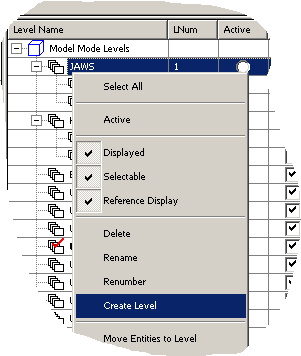 Level Name LNum Active
Model Mode Levels
JAWS 1
Select All
Active
Displayed
Selectable
Reference Display
Delete
Rename
Renumber
Create Level
Move Entities to Level